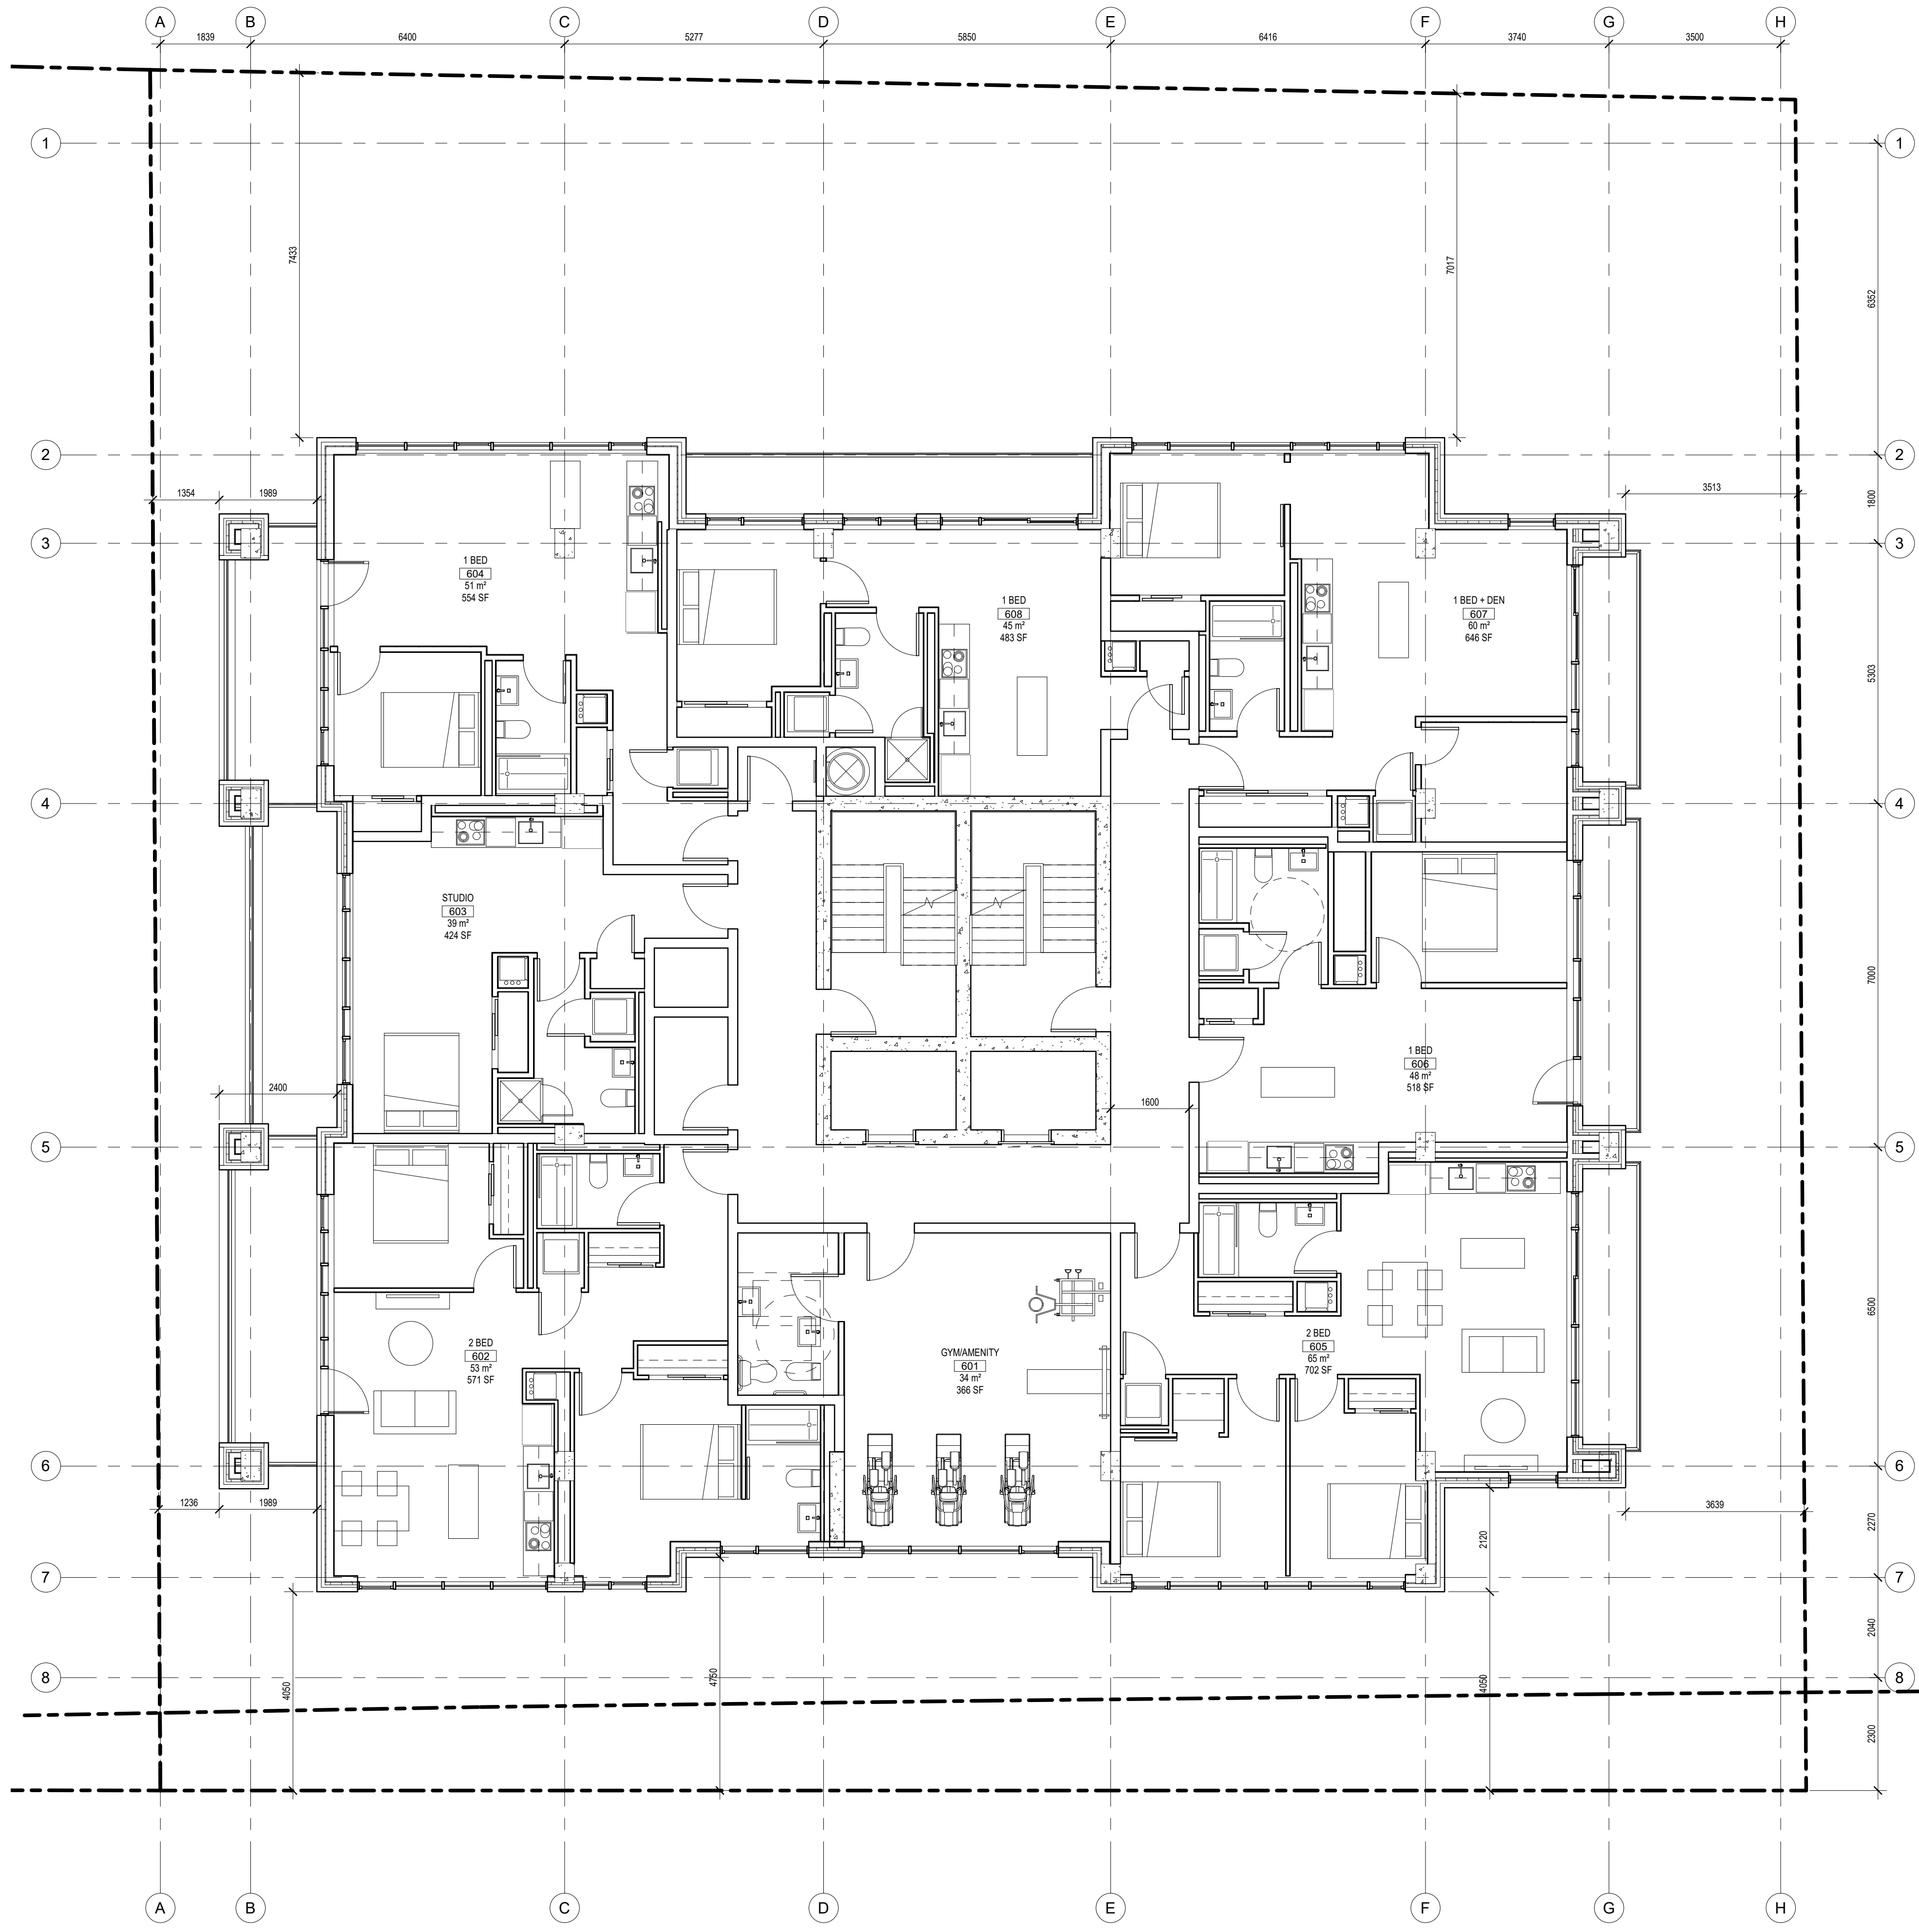 A B C D E F G H
1839 6400 5277 5850 6416 3740 3500
1 1
7433 7017 6352
2 2
1354 1989 3513 1800
3 3
1 BED
604
51 m²
554 SF
1 BED
608
45 m²
483 SF
1 BED + DEN
607
60 m²
646 SF
5303
4 4
STUDIO
603
39 m²
424 SF
7000
1 BED
606
48 m²
518 SF
2400 1600
5 5
2 BED
602
53 m²
571 SF
GYM/AMENITY
601
34 m²
366 SF
2 BED
605
65 m²
702 SF
6500
6 6
1236 1989 3639
2120 2270
7 7
2040
4050 4750 4050
8 8
2300
A B C D E F G H